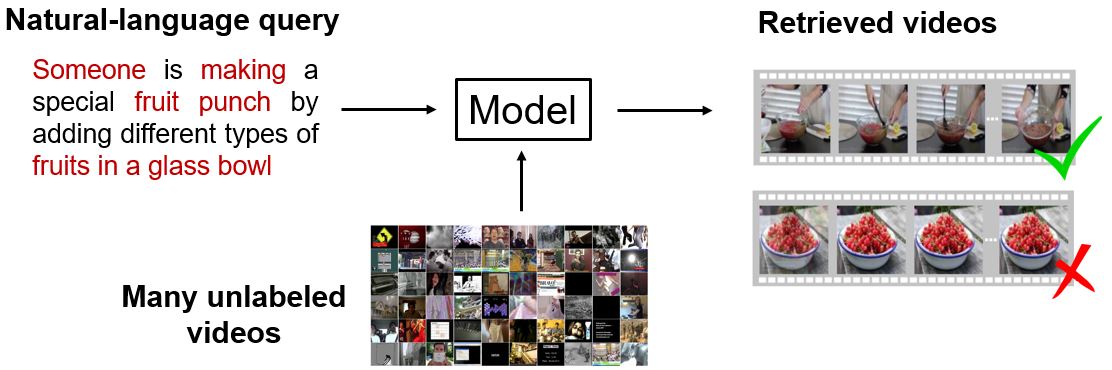 Natural-language query
Someone is making a
special fruit punch by
adding different types of
fruits in a glass bowl
Model
Retrieved videos
...
...
Many unlabeled
videos